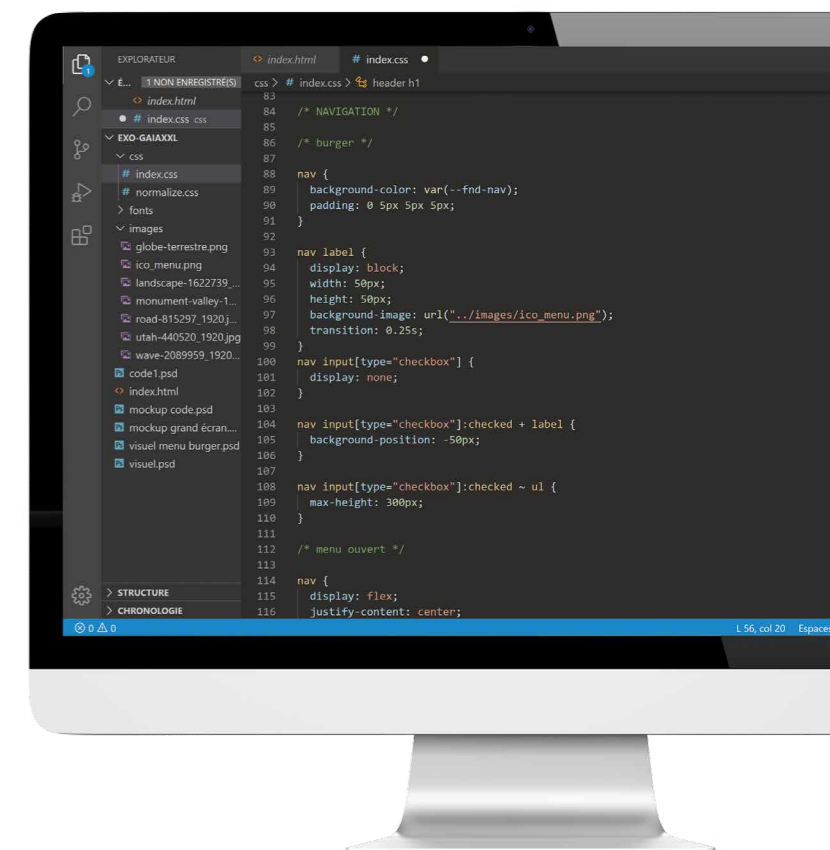 EXPLORATEUR
É... 1 NON ENREGISTRÉ(S)
index.html
# index.css css
EXO-GAIAXXL
css
# index.css
# normalize.css
fonts
images
globe-terrestre.png
ico_menu.png
landscape-1622739_...
monument-valley-1...
road-815297_1920.j...
utah-440520_1920.jpg
wave-2089959_1920...
Ps code1.psd
<> index.html
Ps mockup code.psd
Ps mockup grand écran....
Ps visuel menu burger.psd
Ps visuel.psd
STRUCTURE
CHRONOLOGIE
1
<> index.html # index.css
css > # index.css > header h1
83
84 /* NAVIGATION */
85
86 /* burger */
87
88 nav {
89 background-color: var(--fnd-nav);
90 padding: 0 5px 5px 5px;
91 }
92
93 nav label {
94 display: block;
95 width: 50px;
96 height: 50px;
97 background-image: url("../images/ico_menu.png");
98 transition: 0.25s;
99 }
100 nav input[type="checkbox"] {
101 display: none;
102 }
103
104 nav input[type="checkbox"]:checked + label {
105 background-position: -50px;
106 }
107
108 nav input[type="checkbox"]:checked ~ ul {
109 max-height: 300px;
110 }
111
112 /* menu ouvert */
113
114 nav {
115 display: flex;
116 justify-content: center;
0 0
L 56, col 20 Espaces